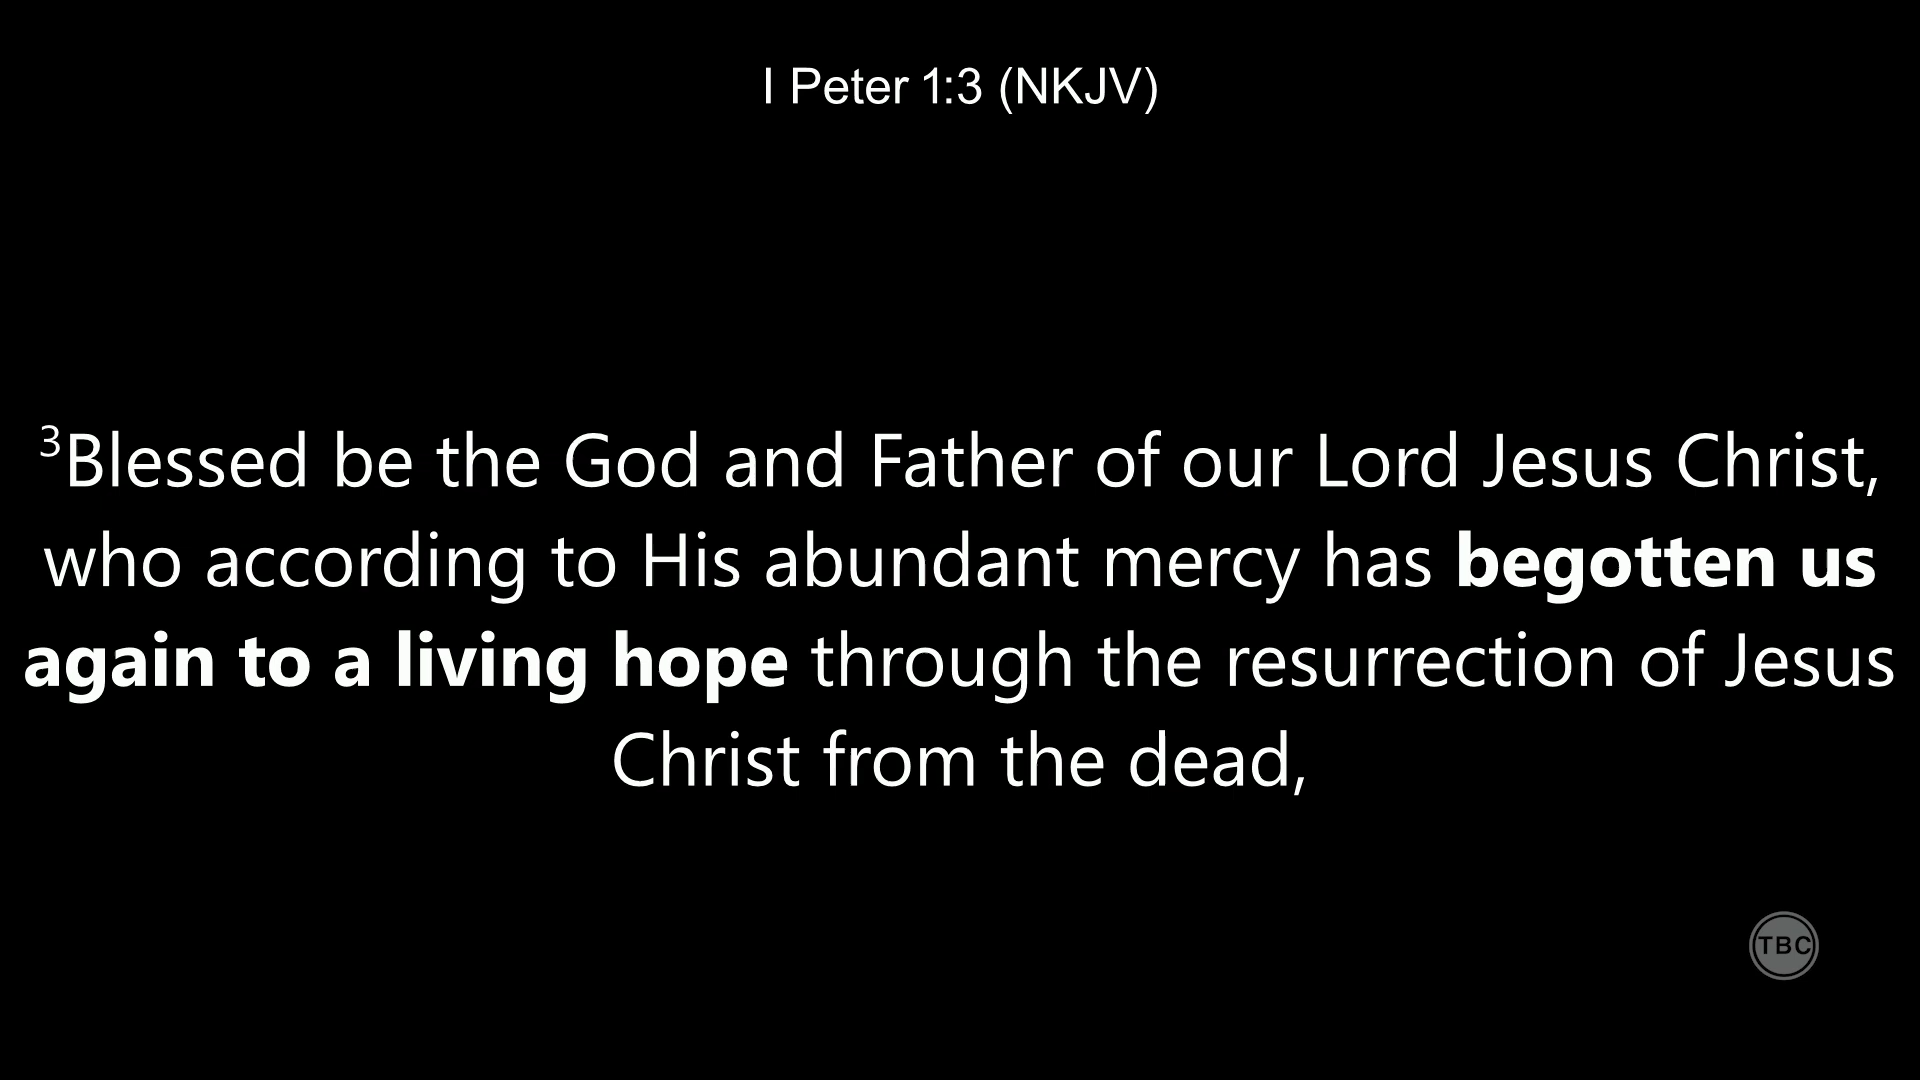 I Peter 1:3 (NKJV)
³Blessed be the God and Father of our Lord Jesus Christ,
who according to His abundant mercy has begotten us
again to a living hope through the resurrection of Jesus
Christ from the dead,
TBC